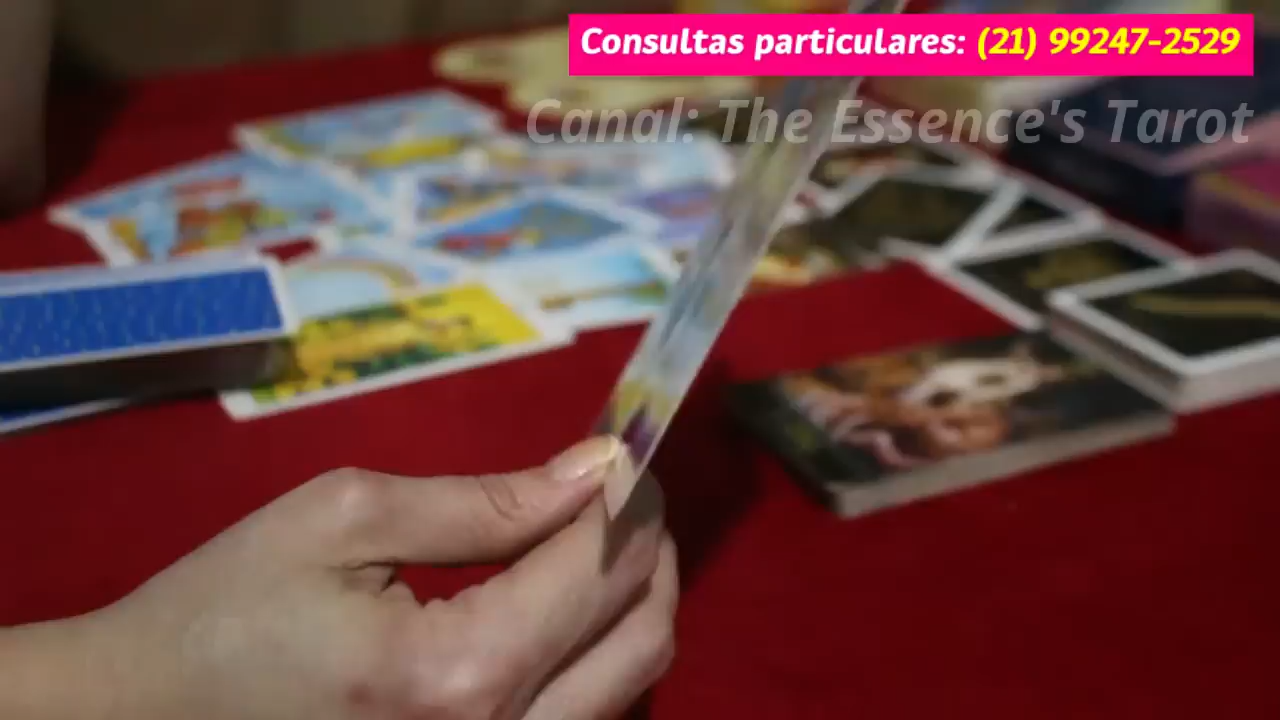 Consultas particulares: (21) 99247-2529
Canal: The Essence's Tarot